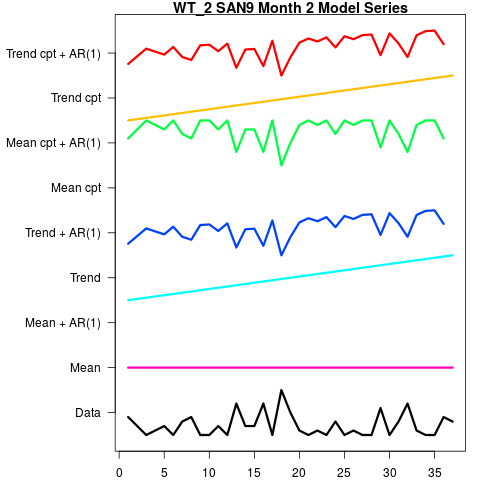 WT_2 SAN9 Month 2 Model Series
Trend cpt + AR(1)
Trend cpt
Mean cpt + AR(1)
Mean cpt
Trend + AR(1)
Trend
Mean + AR(1)
Mean
Data
0 5 10 15 20 25 30 35